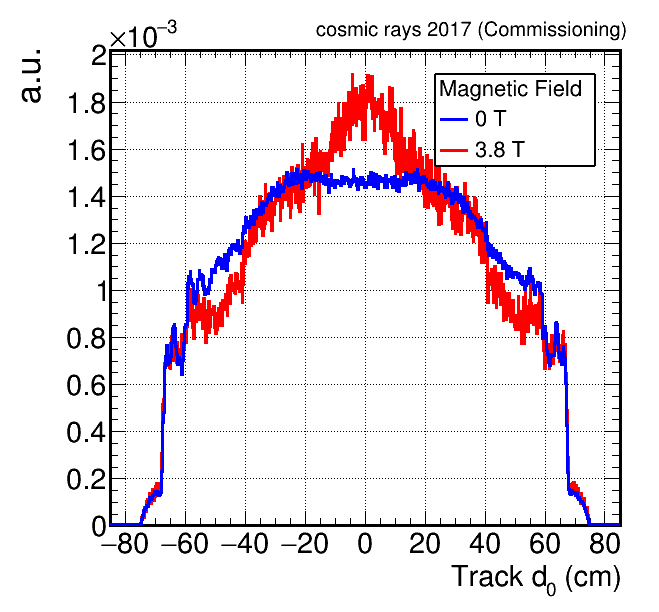 cosmic rays 2017 (Commissioning)
×10⁻³
a.u.
2
1.8
1.6
1.4
1.2
1
0.8
0.6
0.4
0.2
0
Magnetic Field
0 T
3.8 T
−80 −60 −40 −20 0 20 40 60 80
Track d₀ (cm)